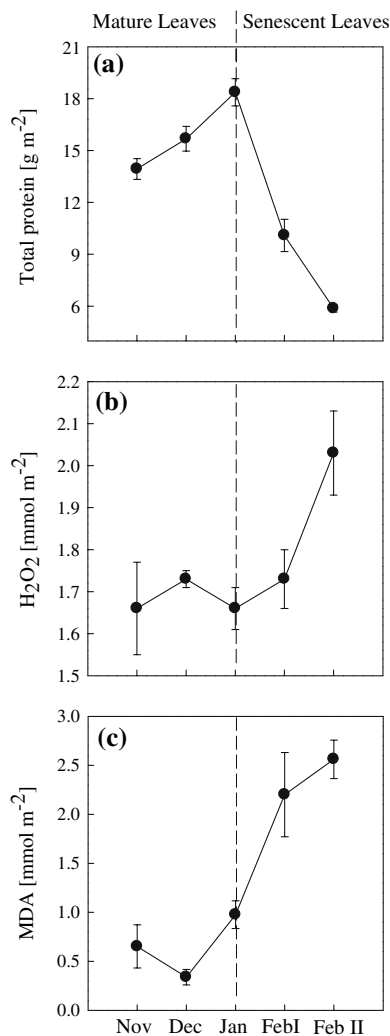 Mature Leaves Senescent Leaves
(a)
Total protein [g m⁻²]
21
18
15
12
9
6
(b)
H₂O₂ [mmol m⁻²]
2.2
2.1
2.0
1.8
1.7
1.6
1.5
(c)
MDA [mmol m⁻²]
3.0
2.5
2.0
1.5
1.0
0.5
0.0
Nov Dec Jan FebI Feb II